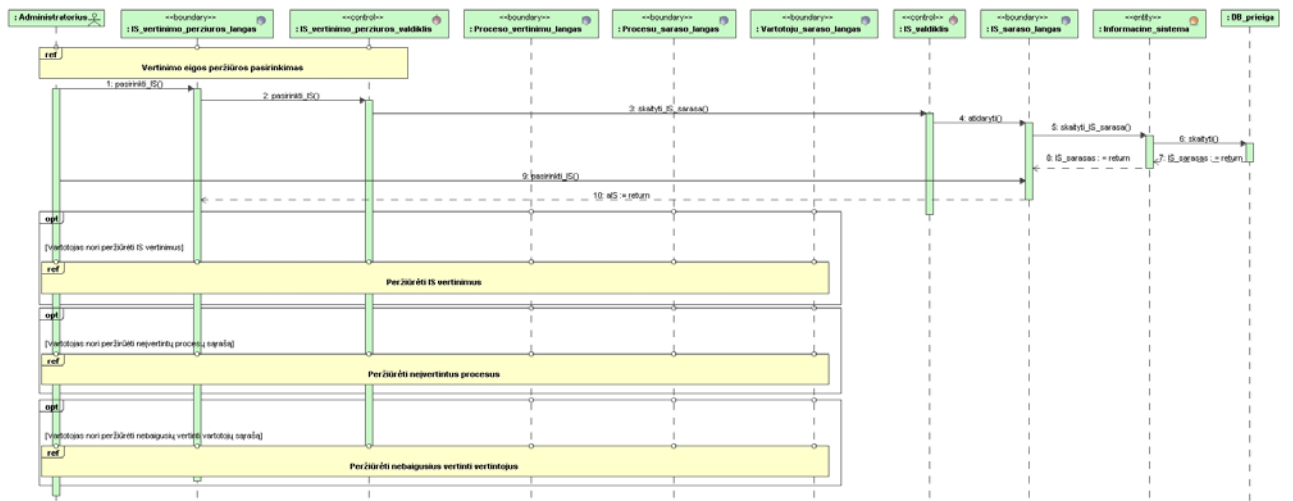 : Administratorius
<<boundary>>
: IS_vertinimo_perziuros_langas
<<control>>
: IS_vertinimo_perziuros_valdiklis
<<boundary>>
: Proceso_vertinimu_langas
<<boundary>>
: Procesu_saraso_langas
<<boundary>>
: Vartotoju_saraso_langas
<<control>>
: IS_valdiklis
<<boundary>>
: IS_saraso_langas
<<entity>>
: Informacine_sistema
: DB_prieiga
ref
Vertinimo eigos peržiūros pasirinkimas
1: pasirinkti_IS()
2: pasirinkti_IS()
3: skaityti_IS_sarasa()
4: atidaryti()
5: skaityti_IS_sarasa()
6: skaityti()
7: IS_sarasas : = return
8: IS_sarasas : = return
9: pasirinkti_IS()
10: aIS := return
opt
[Vartotojas nori peržiūrėti IS vertinimus]
ref
Peržiūrėti IS vertinimus
opt
[Vartotojas nori peržiūrėti neįvertintų procesų sąrašą]
ref
Peržiūrėti neįvertintus procesus
opt
[Vartotojas nori peržiūrėti nebaigusių vertinti vartotojų sąrašą]
ref
Peržiūrėti nebaigusius vertinti vertintojus